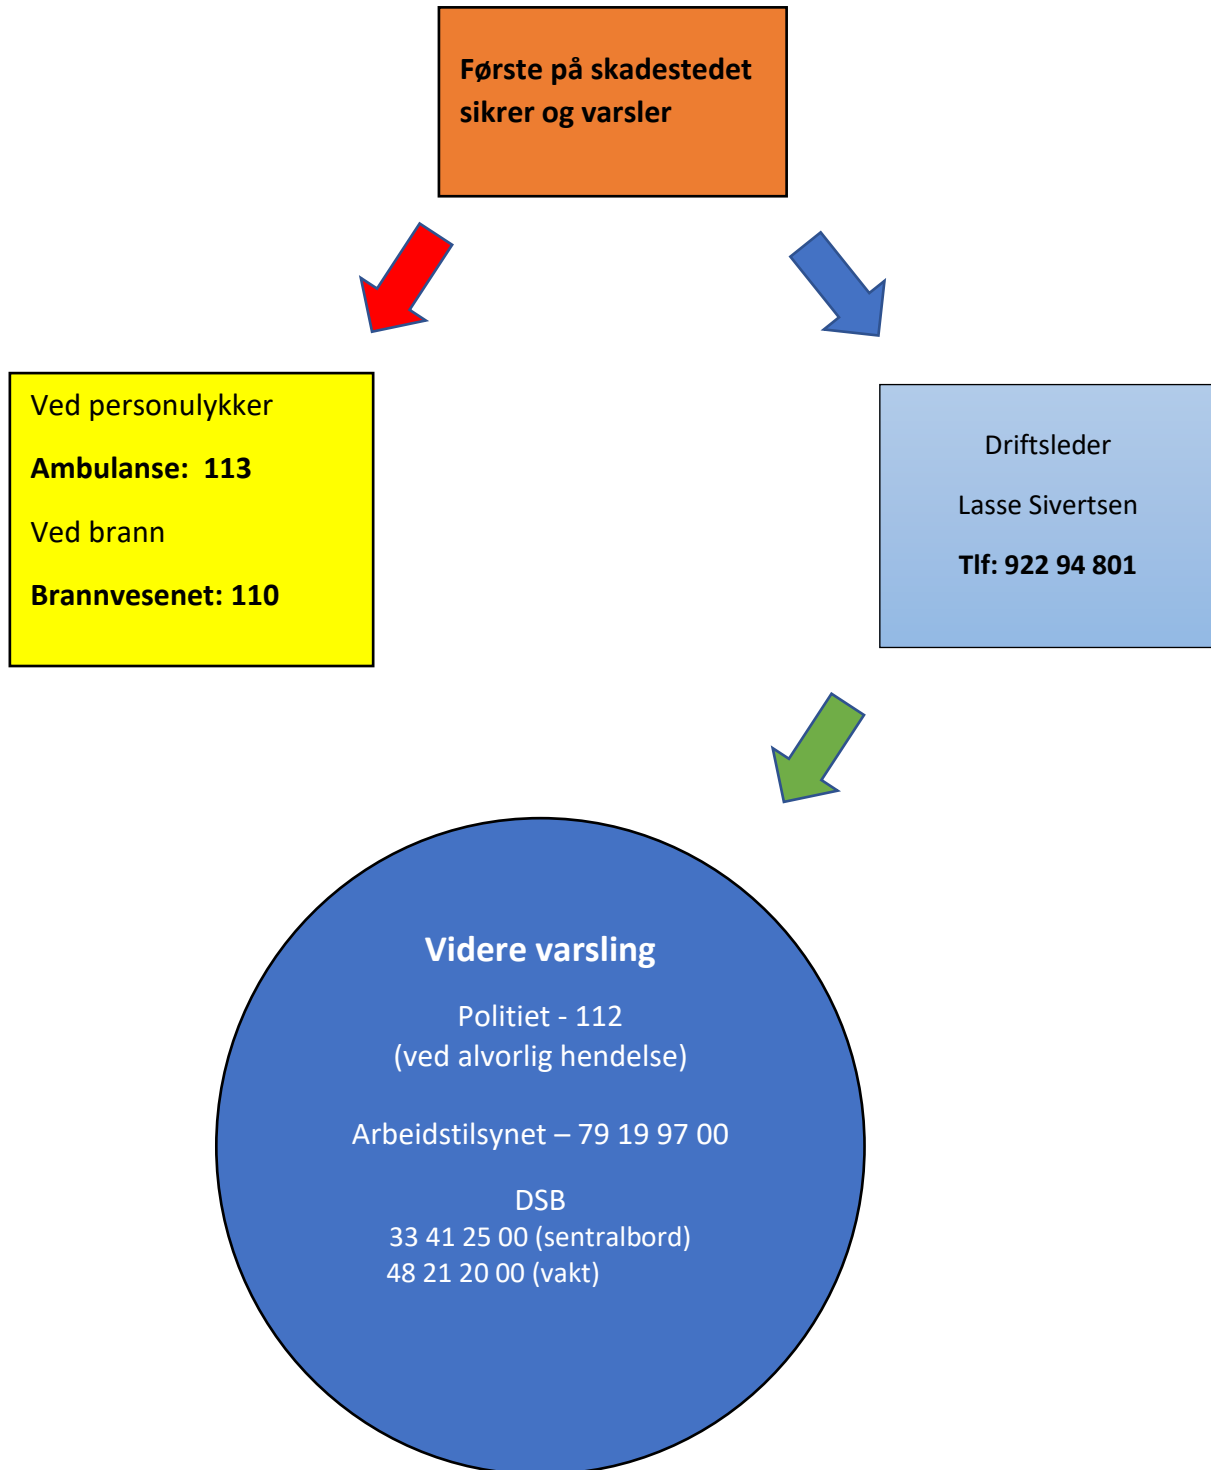 Første på skadestedet
sikrer og varsler
Ved personulykker
Ambulanse:  113
Ved brann
Brannvesenet: 110
Driftsleder
Lasse Sivertsen
Tlf: 922 94 801
Videre varsling
Politiet - 112
(ved alvorlig hendelse)
Arbeidstilsynet – 79 19 97 00
DSB
33 41 25 00 (sentralbord)
48 21 20 00 (vakt)